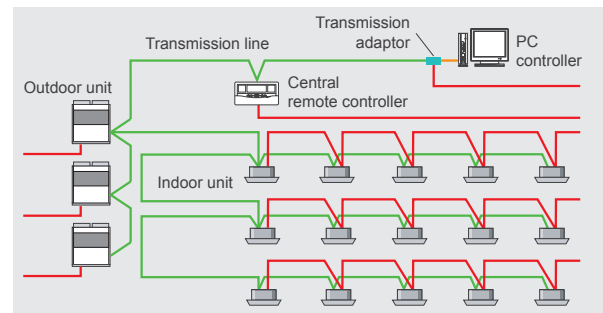 Transmission
adaptor
PC
controller
Transmission line
Central
remote controller
Outdoor unit
Indoor unit